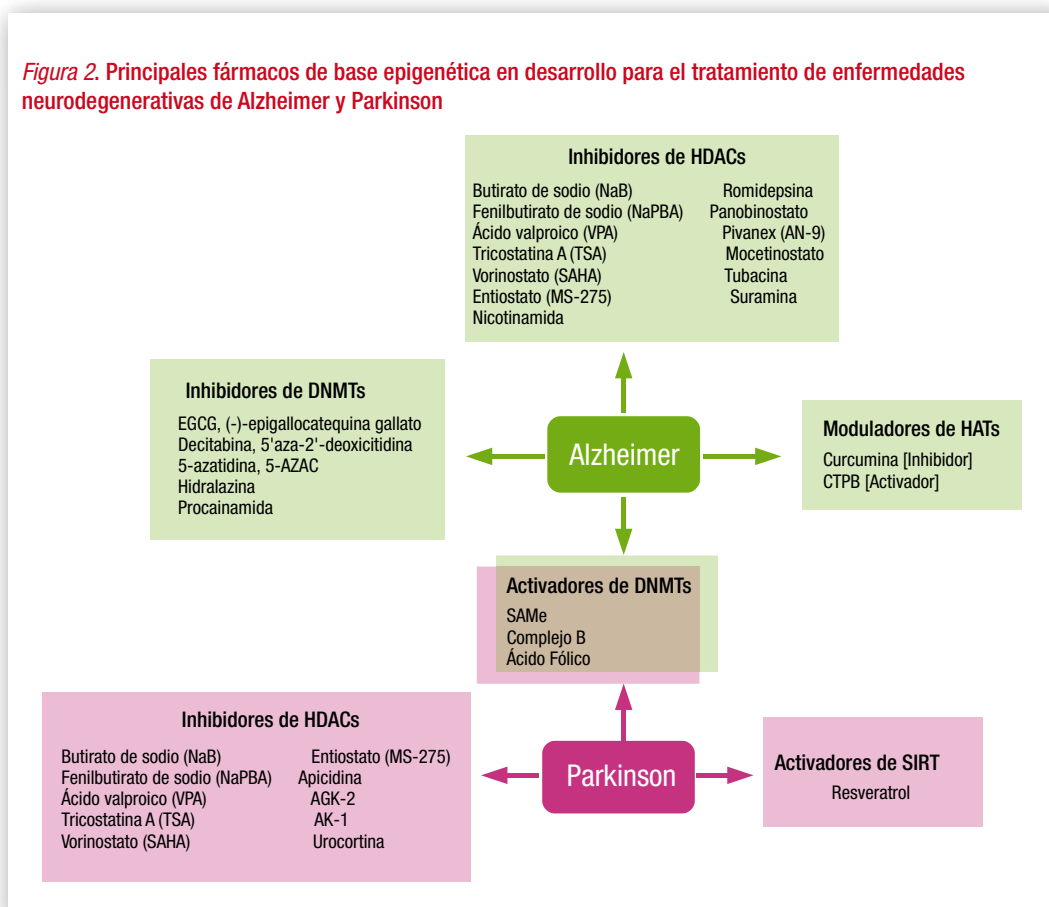 Figura 2. Principales fármacos de base epigenética en desarrollo para el tratamiento de enfermedades
neurodegenerativas de Alzheimer y Parkinson
Inhibidores de HDACs
Butirato de sodio (NaB) Romidepsina
Fenilbutirato de sodio (NaPBA) Panobinostato
Ácido valproico (VPA) Pivanex (AN-9)
Tricostatina A (TSA) Mocetinostato
Vorinostato (SAHA) Tubacina
Entiostato (MS-275) Suramina
Nicotinamida
Inhibidores de DNMTs
EGCG, (-)-epigallocatequina gallato
Decitabina, 5'aza-2'-deoxicitidina
5-azatidina, 5-AZAC
Hidralazina
Procainamida
Alzheimer
Moduladores de HATs
Curcumina [Inhibidor]
CTPB [Activador]
Activadores de DNMTs
SAMe
Complejo B
Ácido Fólico
Inhibidores de HDACs
Butirato de sodio (NaB) Entiostato (MS-275)
Fenilbutirato de sodio (NaPBA) Apicidina
Ácido valproico (VPA) AGK-2
Tricostatina A (TSA) AK-1
Vorinostato (SAHA) Urocortina
Parkinson
Activadores de SIRT
Resveratrol